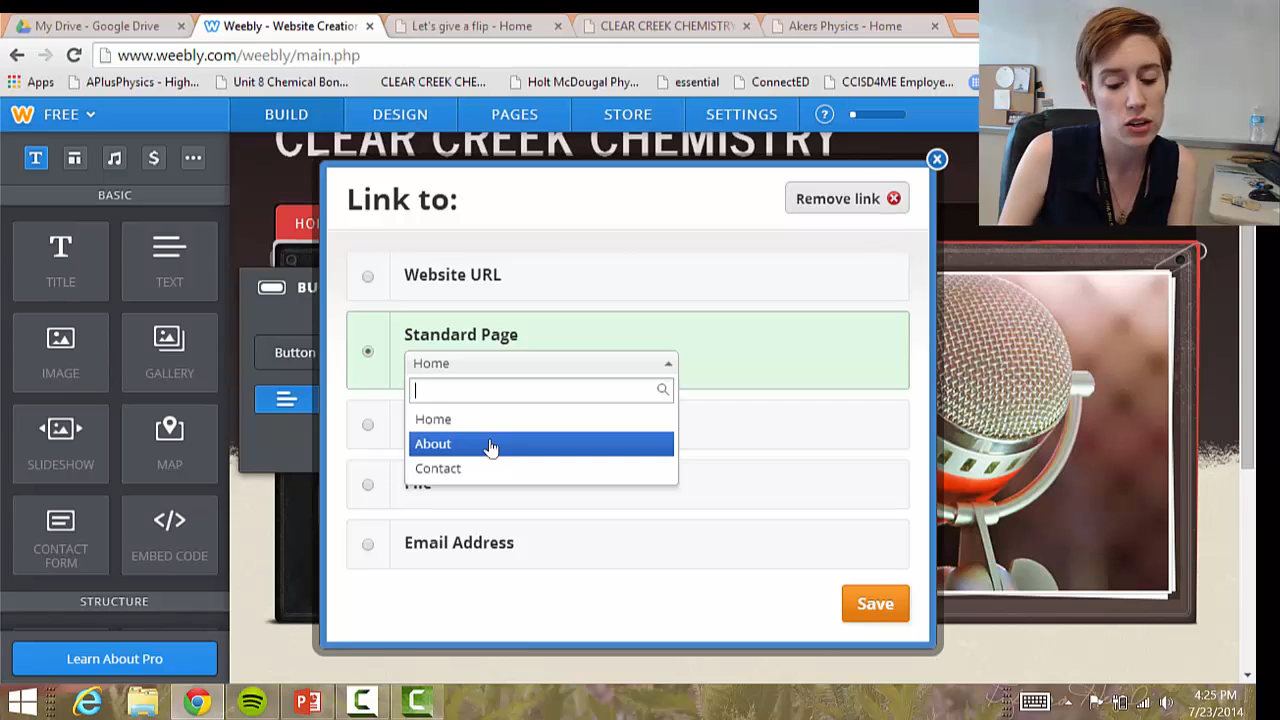 My Drive - Google Drive
Weebly - Website Creation
Let's give a flip - Home
CLEAR CREEK CHEMISTRY
Akers Physics - Home
www.weebly.com/weebly/main.php
Apps
APlusPhysics - High...
Unit 8 Chemical Bon...
CLEAR CREEK CHE...
Holt McDougal Phy...
essential
ConnectED
CCISD4ME Employe...
W FREE
BUILD
DESIGN
PAGES
STORE
SETTINGS
?
CLEAR CREEK CHEMISTRY
T
$
BASIC
T
TITLE
TEXT
IMAGE
GALLERY
SLIDESHOW
MAP
CONTACT FORM
</>
EMBED CODE
STRUCTURE
Learn About Pro
HO
BU
Button
Link to:
Remove link
Website URL
Standard Page
Home
Home
About
Contact
File
Email Address
Save
4:25 PM
7/23/2014